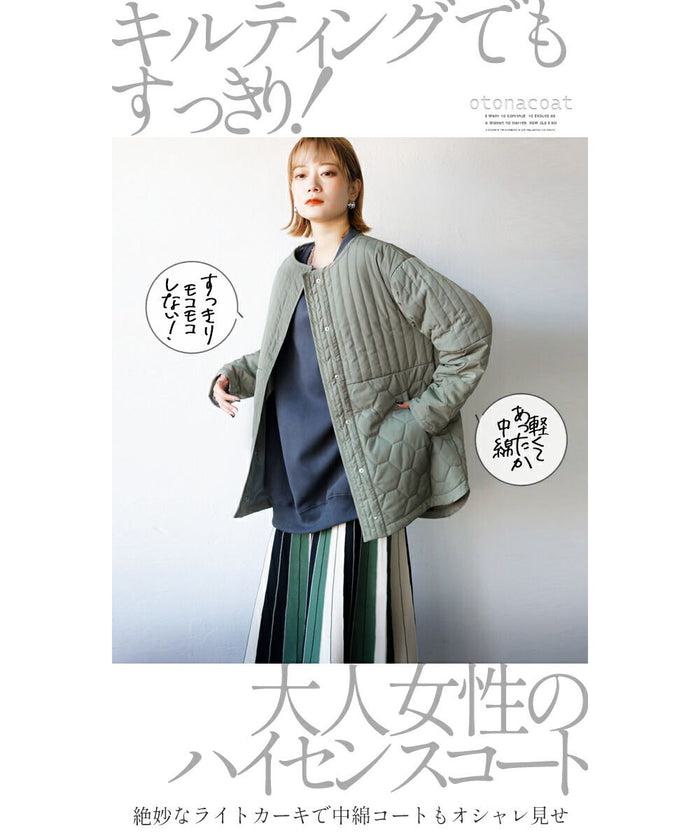 キルティングでも
すっきり!
otonacoat
すっきり
モコモコ
しない!
軽くて
あったか
中綿
大人女性の
ハイセンスコート
絶妙なライトカーキで中綿コートもオシャレ見せ